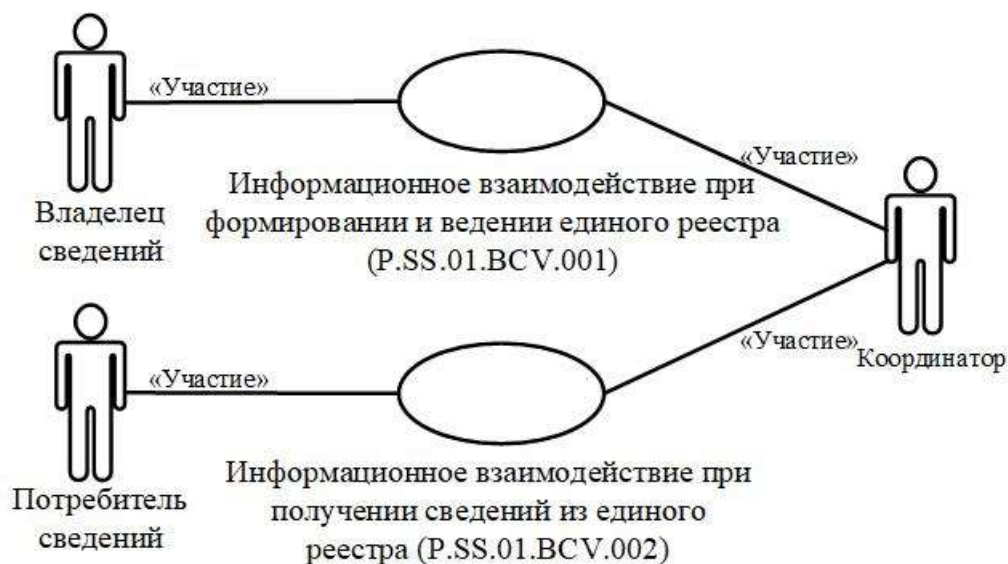 «Участие»
«Участие»
Информационное взаимодействие при
формировании и ведении единого реестра
(P.SS.01.BCV.001)
Владелец
сведений
«Участие»
«Участие»
Координатор
Информационное взаимодействие при
получении сведений из единого
реестра (P.SS.01.BCV.002)
Потребитель
сведений